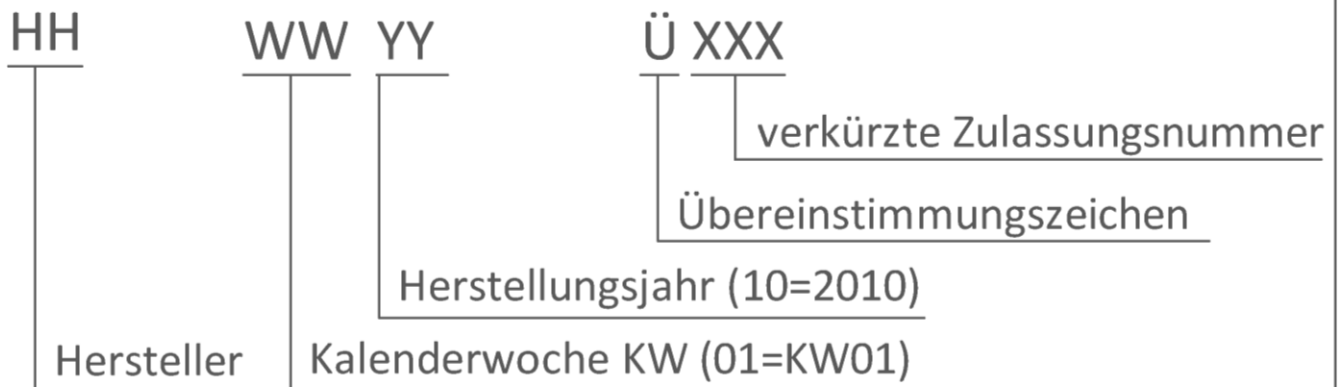 HH WW YY Ü XXX
verkürzte Zulassungsnummer
Übereinstimmungszeichen
Herstellungsjahr (10=2010)
Hersteller Kalenderwoche KW (01=KW01)